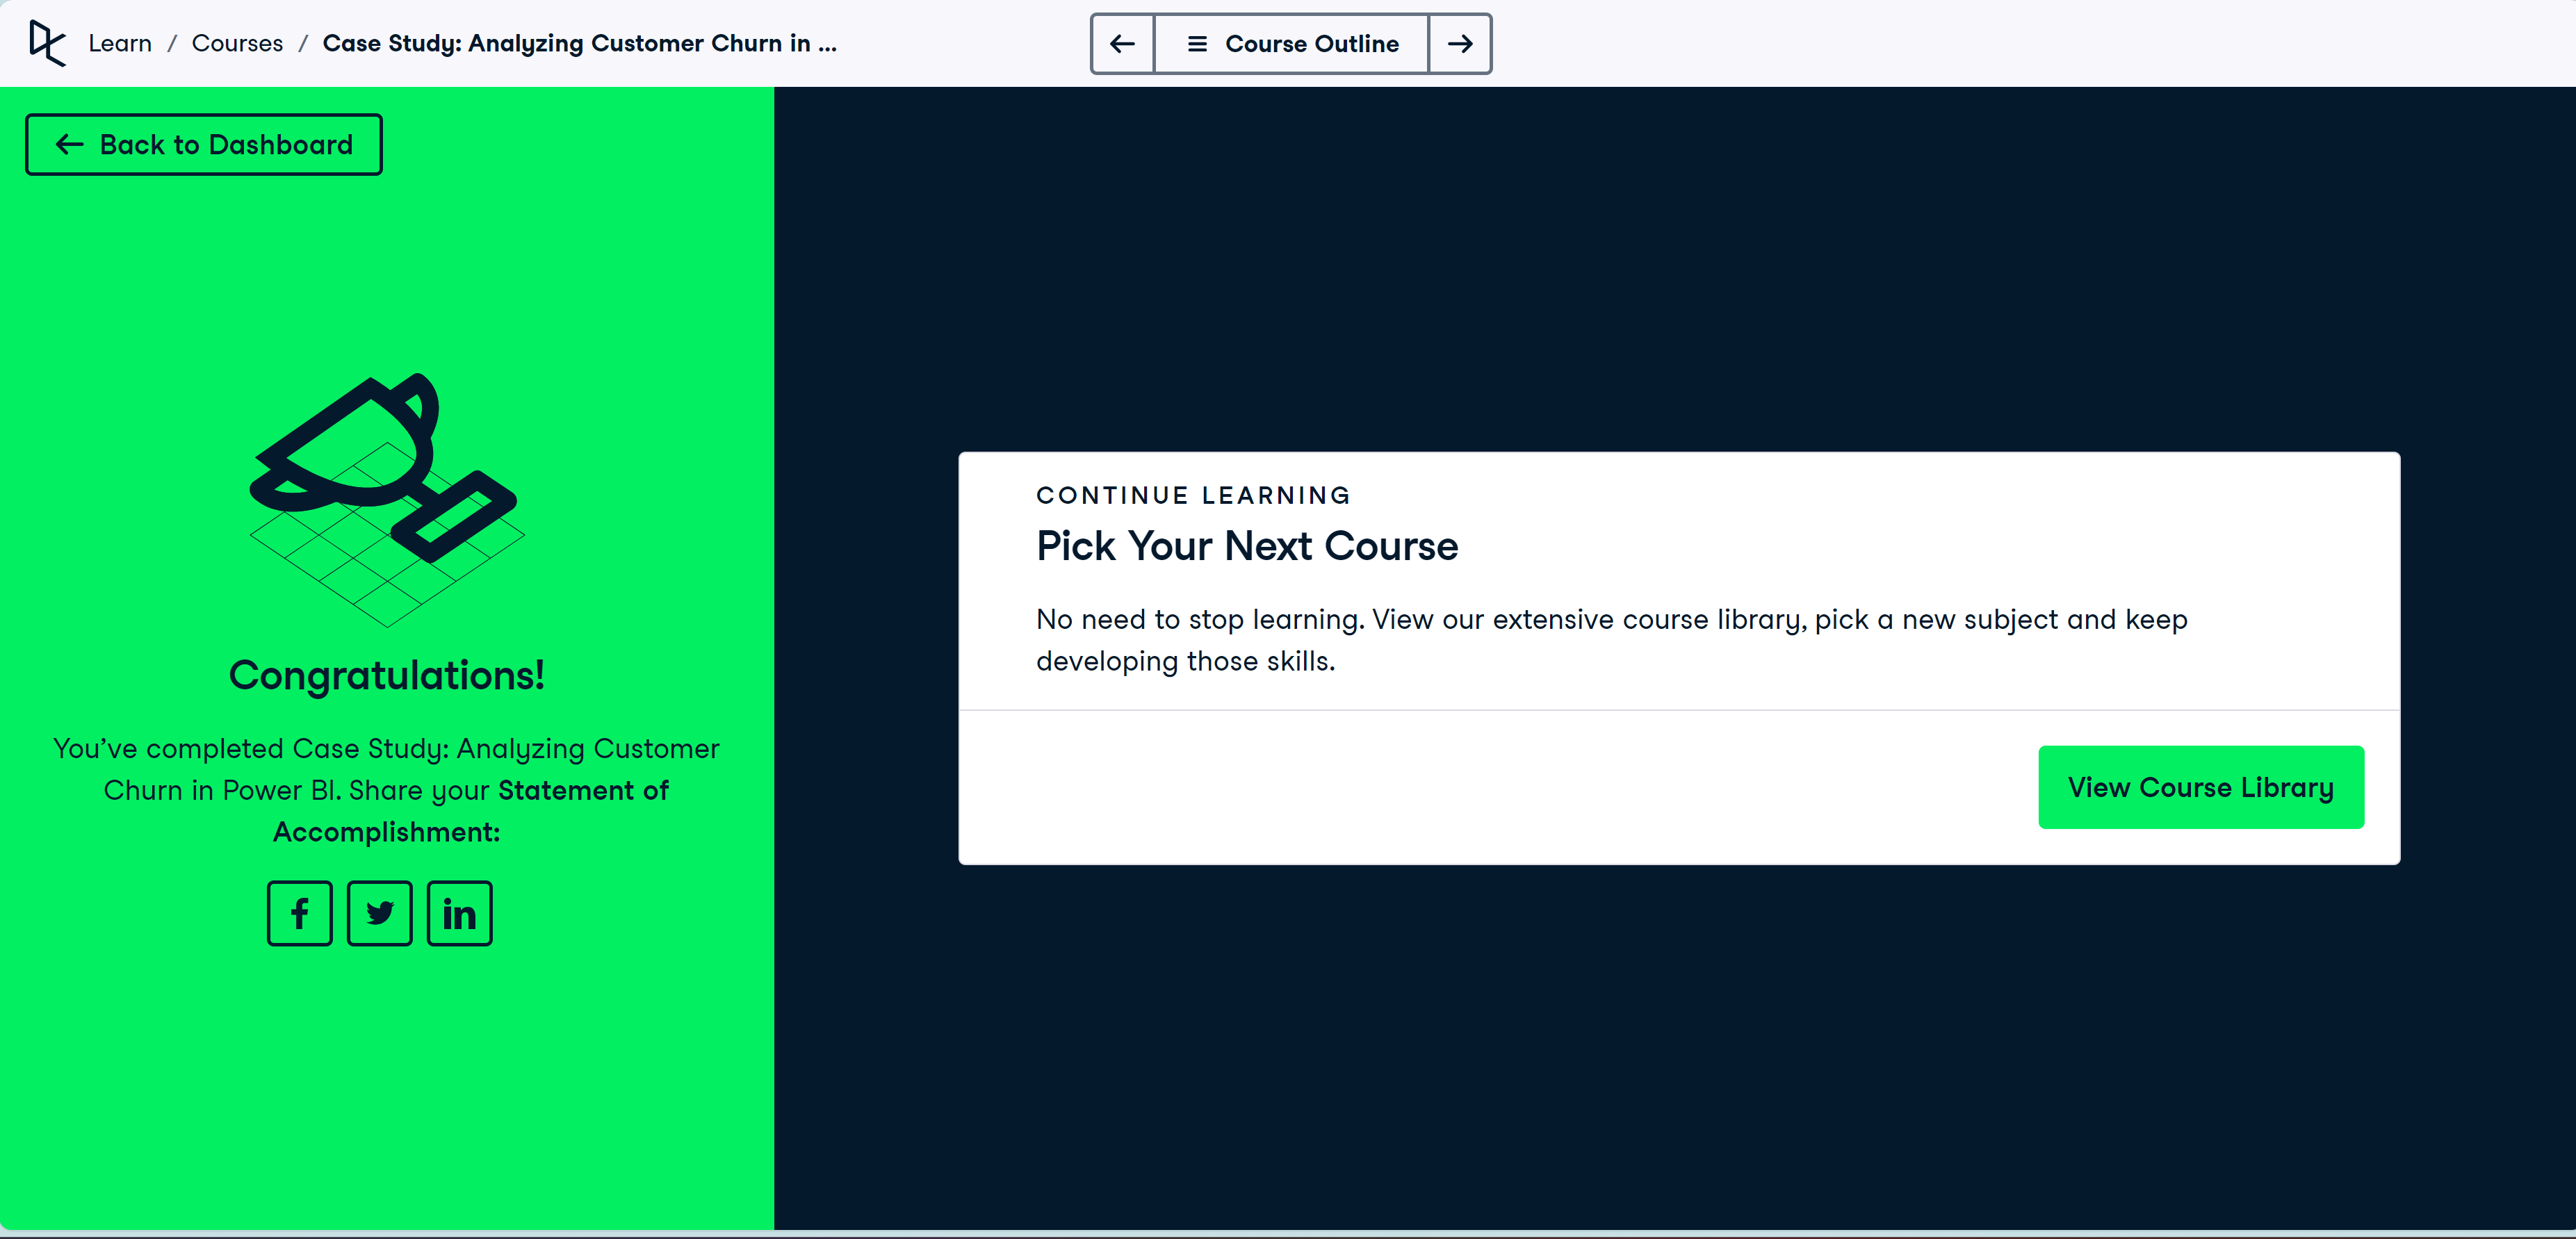 Learn / Courses / Case Study: Analyzing Customer Churn in ...
Course Outline
Back to Dashboard
Congratulations!
You’ve completed Case Study: Analyzing Customer
Churn in Power BI. Share your Statement of
Accomplishment:
CONTINUE LEARNING
Pick Your Next Course
No need to stop learning. View our extensive course library, pick a new subject and keep
developing those skills.
View Course Library